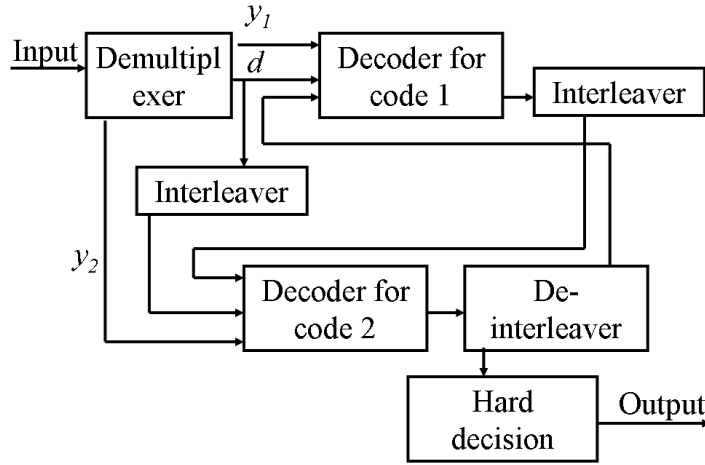 y1
Input
Demultipl
exer
d
Decoder for
code 1
Interleaver
Interleaver
y2
Decoder for
code 2
De-
interleaver
Hard
decision
Output